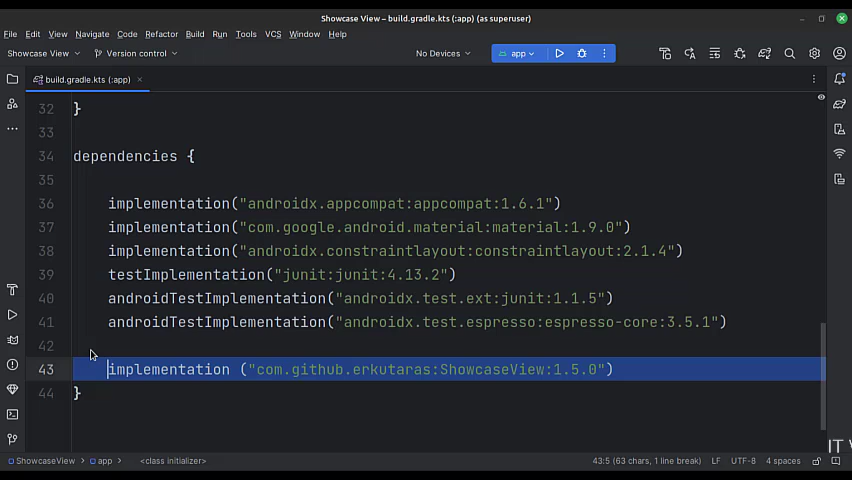 Showcase View – build.gradle.kts (:app) (as superuser)
File Edit View Navigate Code Refactor Build Run Tools VCS Window Help
Showcase View Version control No Devices app
build.gradle.kts (:app)
32 }
33
34 dependencies {
35
36 implementation("androidx.appcompat:appcompat:1.6.1")
37 implementation("com.google.android.material:material:1.9.0")
38 implementation("androidx.constraintlayout:constraintlayout:2.1.4")
39 testImplementation("junit:junit:4.13.2")
40 androidTestImplementation("androidx.test.ext:junit:1.1.5")
41 androidTestImplementation("androidx.test.espresso:espresso-core:3.5.1")
42
43 implementation ("com.github.erkutaras:ShowcaseView:1.5.0")
44 }
IT
ShowcaseView app <class initializer> 43:5 (63 chars, 1 line break) LF UTF-8 4 spaces